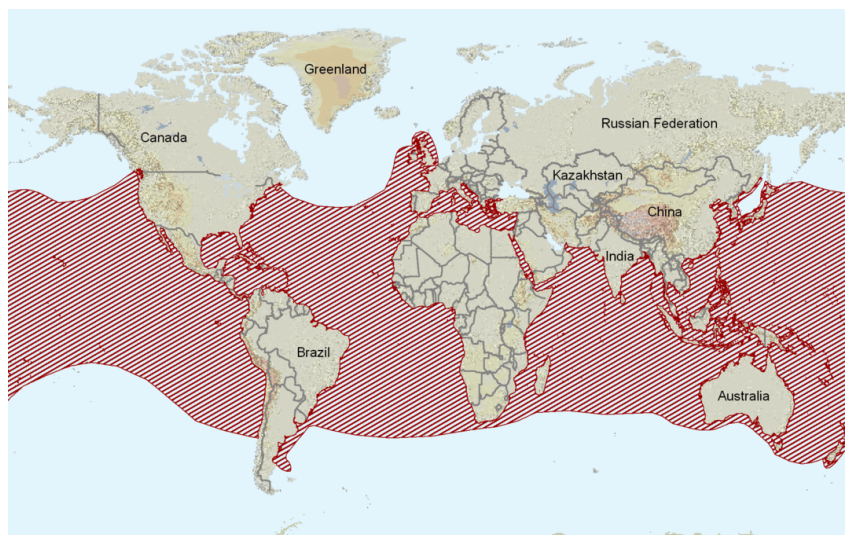 Greenland
Canada
Russian Federation
Kazakhstan
China
India
Brazil
Australia